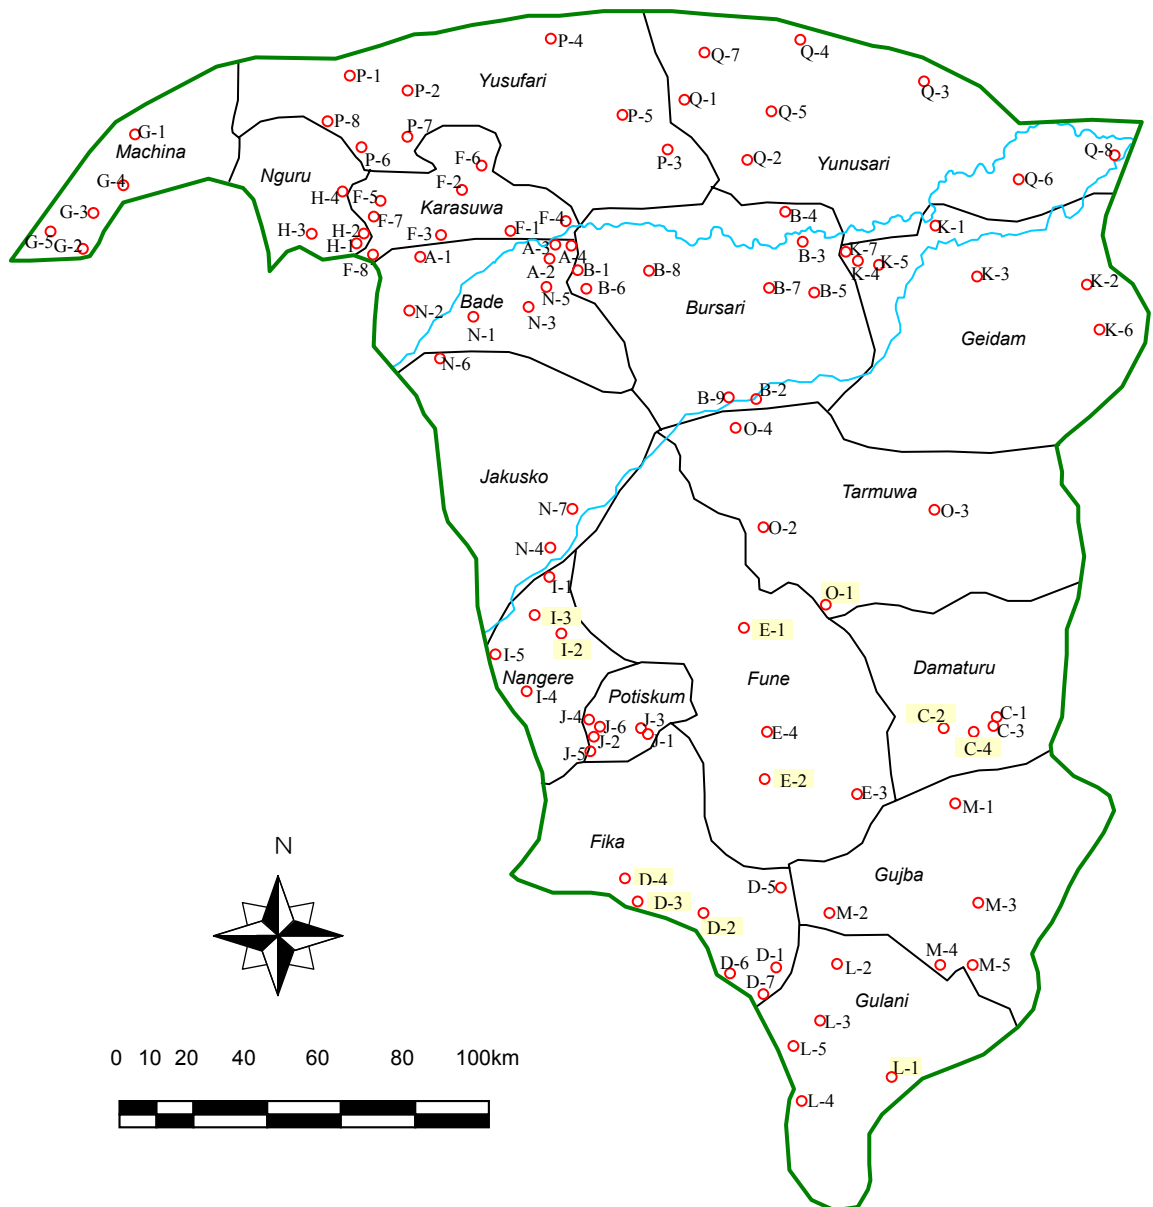 P-4
Q-4
Q-7
P-1
Yusufari
Q-3
P-2
Q-1
Q-5
P-5
P-8
G-1
P-7
Machina
P-6
P-3
Q-2
Q-8
F-6
Yunusari
Nguru
Q-6
G-4
F-2
H-4
F-5
Karasuwa
G-3
F-7
B-4
F-4
K-1
H-3
H-2
F-3
F-1
G-5
G-2
H-1
A-3
B-3
K-7
F-8
A-1
A-4
K-4
K-5
A-2
B-1
B-8
K-3
K-2
N-5
B-6
B-7
B-5
Bade
Bursari
N-2
N-3
N-1
K-6
Geidam
N-6
B-9
B-2
O-4
Jakusko
Tarmuwa
N-7
O-3
O-2
N-4
I-1
O-1
I-3
E-1
I-2
I-5
Damaturu
Nangere
Fune
I-4
Potiskum
J-4
J-6
J-3
C-2
C-1
J-2
J-1
E-4
C-3
J-5
C-4
E-2
E-3
M-1
Fika
N
D-4
Gujba
D-5
D-3
M-3
D-2
M-2
M-4
D-6
D-1
L-2
M-5
D-7
Gulani
L-3
L-5
0 10 20 40 60 80 100km
L-1
L-4